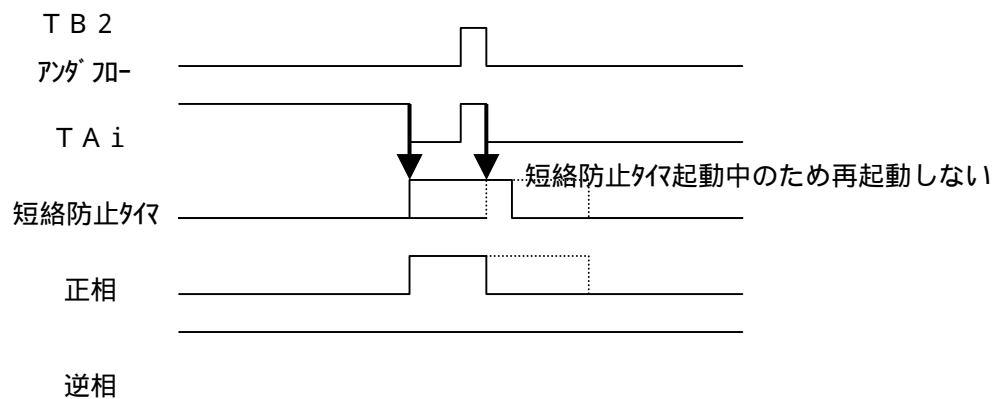 ＴＢ２
ｱﾝﾀﾞﾌﾛｰ
ＴＡｉ
短絡防止ﾀｲﾏ起動中のため再起動しない
短絡防止ﾀｲﾏ
正相
逆相